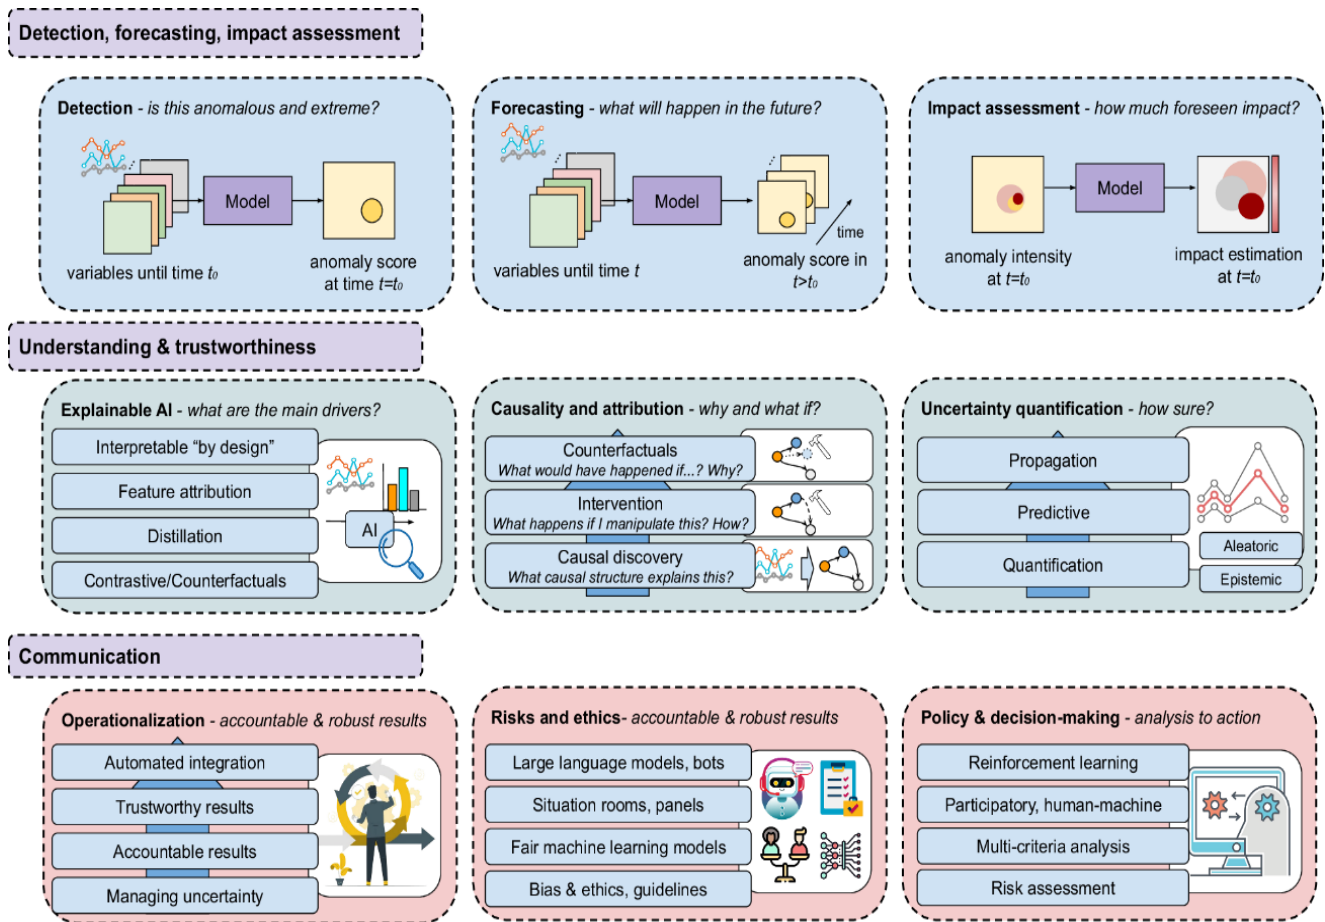 Detection, forecasting, impact assessment
Detection - is this anomalous and extreme?
Model
variables until time t₀
anomaly score
at time t=t₀
Forecasting - what will happen in the future?
Model
time
variables until time t
anomaly score in
t>t₀
Impact assessment - how much foreseen impact?
Model
anomaly intensity
at t=t₀
impact estimation
at t=t₀
Understanding & trustworthiness
Explainable AI - what are the main drivers?
Interpretable “by design”
Feature attribution
Distillation
Contrastive/Counterfactuals
AI
Causality and attribution - why and what if?
Counterfactuals
What would have happened if...? Why?
Intervention
What happens if I manipulate this? How?
Causal discovery
What causal structure explains this?
Uncertainty quantification - how sure?
Propagation
Predictive
Quantification
Aleatoric
Epistemic
Communication
Operationalization - accountable & robust results
Automated integration
Trustworthy results
Accountable results
Managing uncertainty
Risks and ethics- accountable & robust results
Large language models, bots
Situation rooms, panels
Fair machine learning models
Bias & ethics, guidelines
Policy & decision-making - analysis to action
Reinforcement learning
Participatory, human-machine
Multi-criteria analysis
Risk assessment